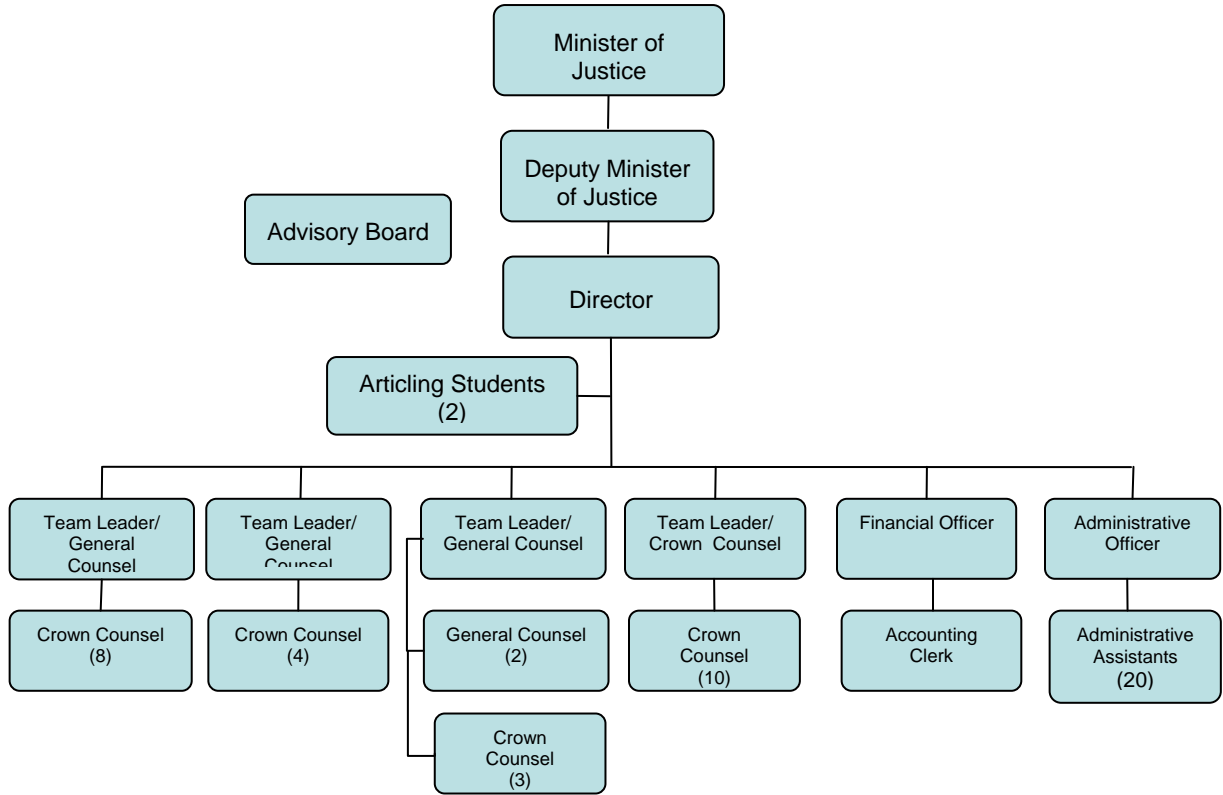 Minister of
Justice
Deputy Minister
of Justice
Advisory Board
Director
Articling Students
(2)
Team Leader/
General
Counsel
Team Leader/
General
Counsel
Team Leader/
General Counsel
Team Leader/
Crown Counsel
Financial Officer
Administrative
Officer
Crown Counsel
(8)
Crown Counsel
(4)
General Counsel
(2)
Crown
Counsel
(10)
Accounting
Clerk
Administrative
Assistants
(20)
Crown
Counsel
(3)